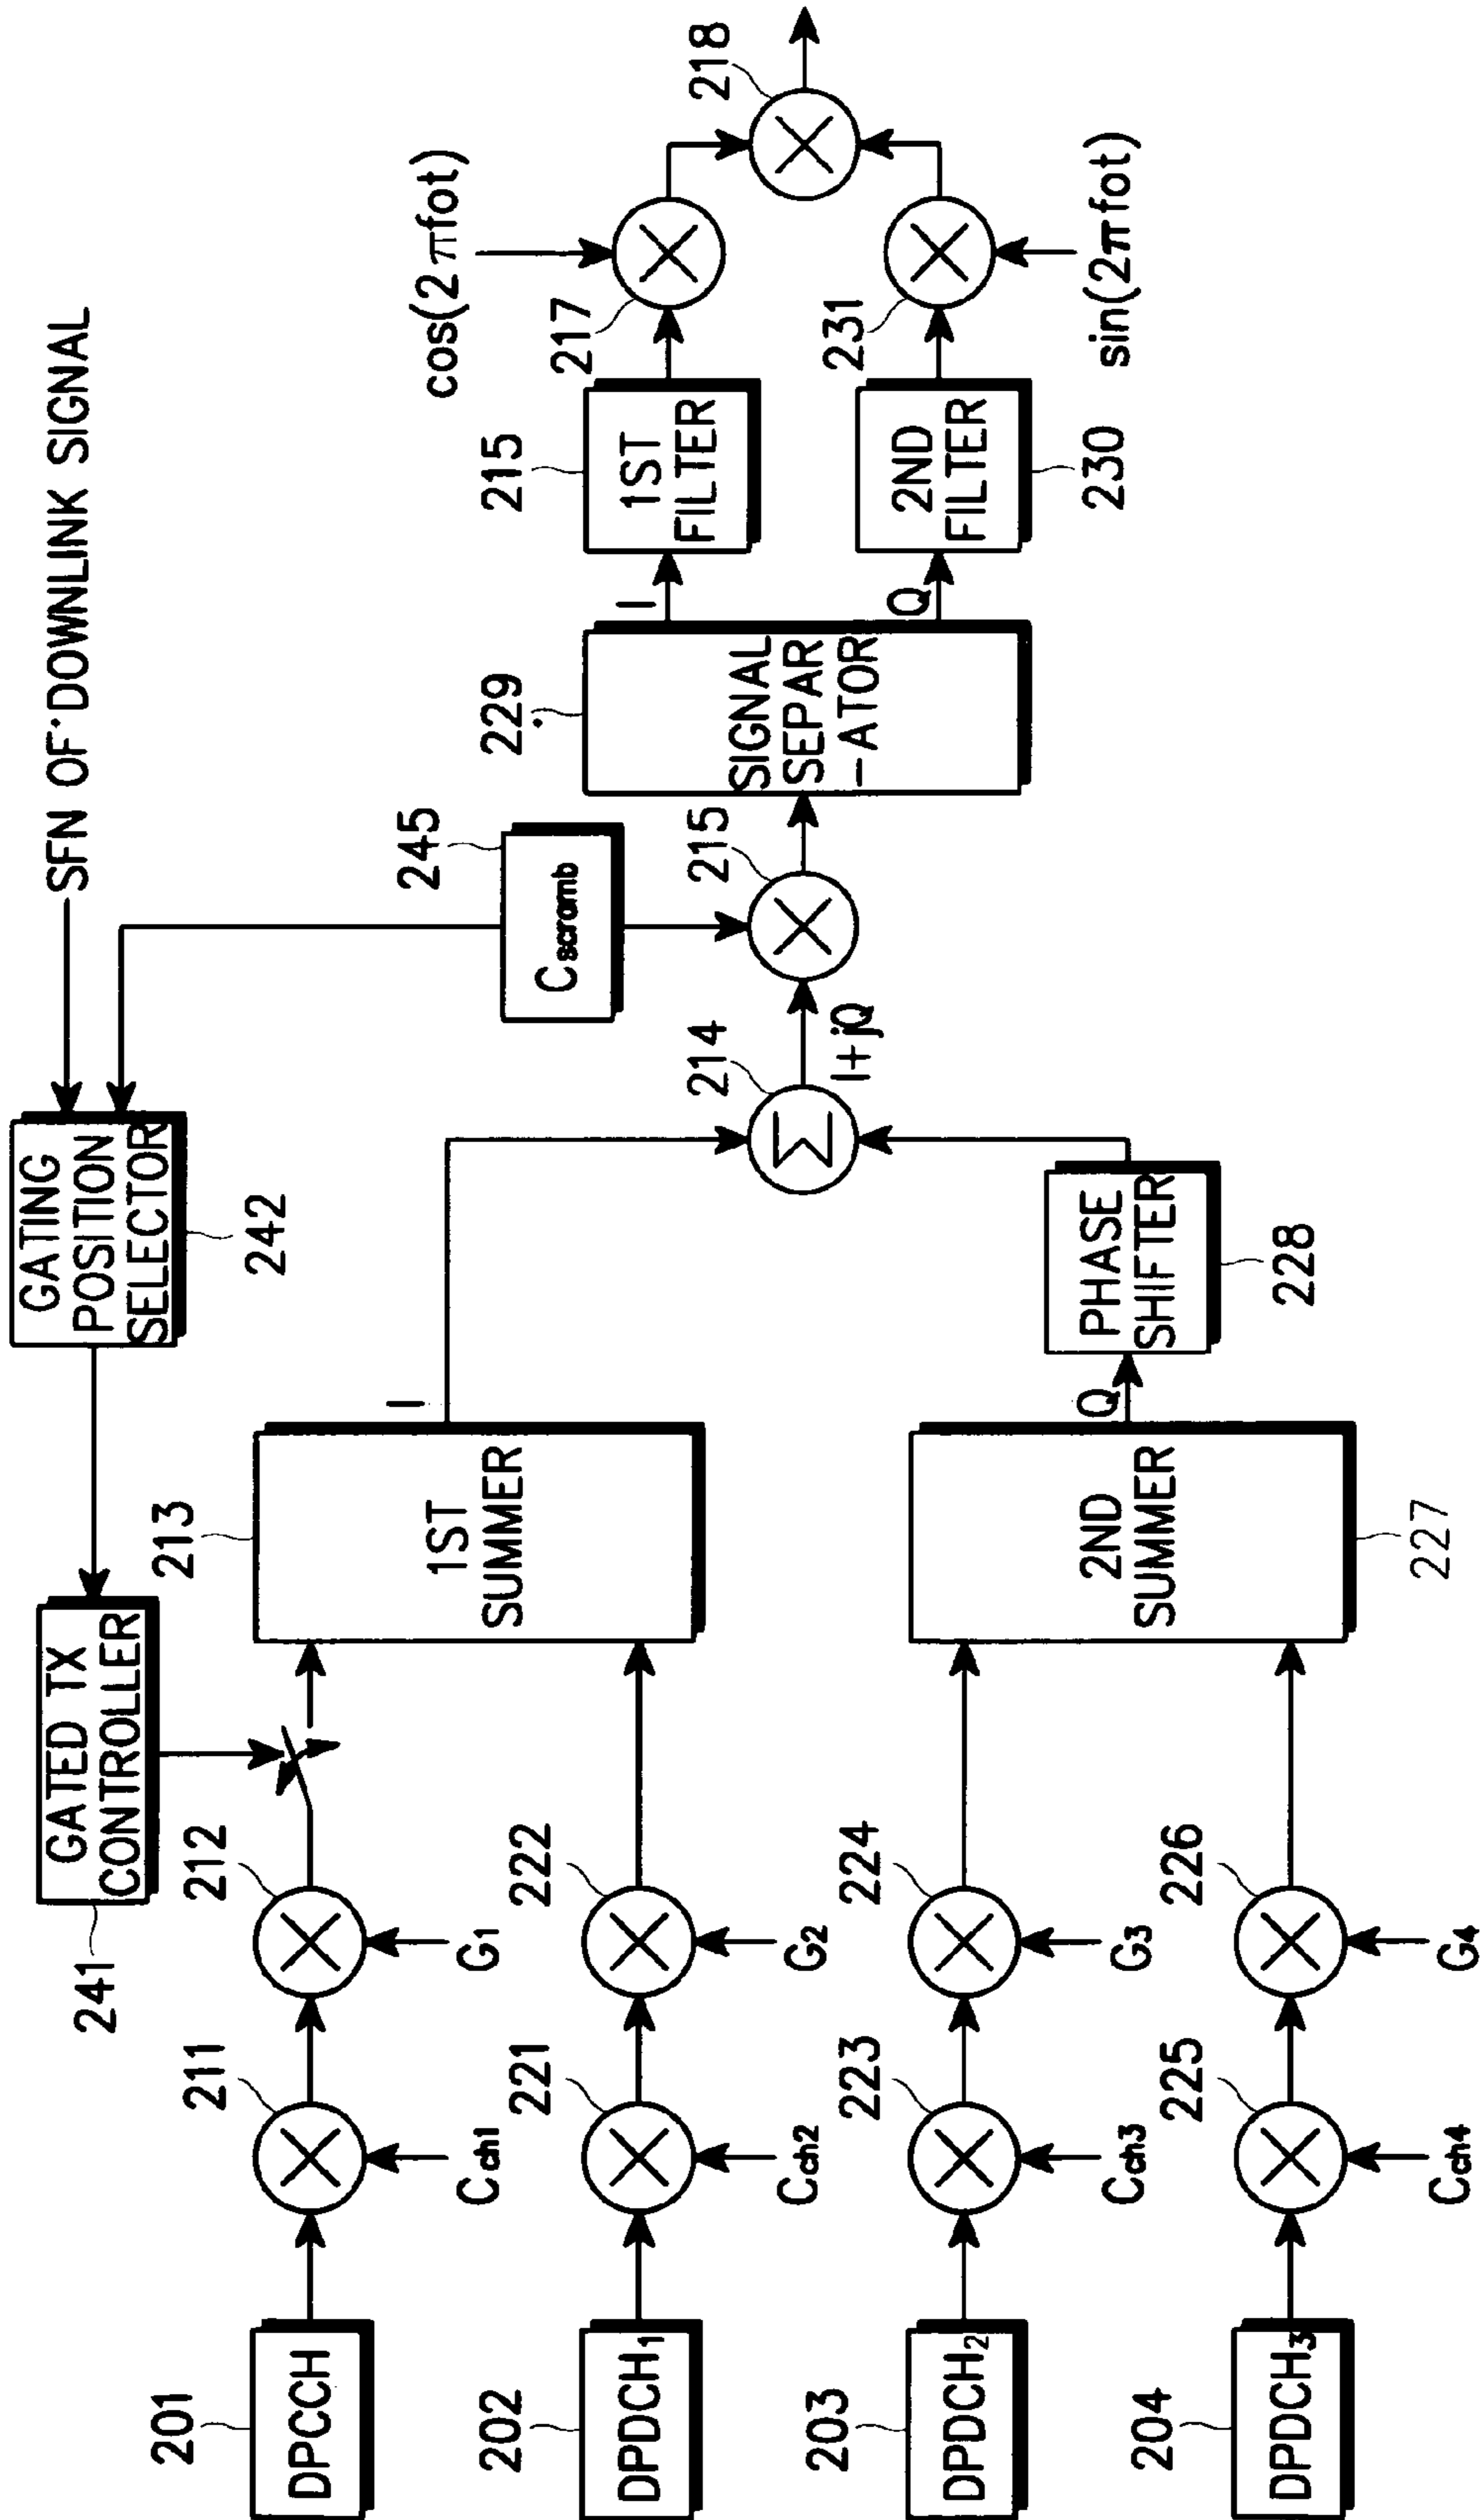 SFN OF DOWNLINK SIGNAL
GATED TX
CONTROLLER
241
GATING
POSITION
SELECTOR
242
201
DPCCH
211
Cch1
212
G1
213
1ST
SUMMER
I
202
DPDCH1
221
Cch2
222
G2
203
DPDCH2
223
Cch3
224
G3
2ND
SUMMER
227
Q
PHASE
SHIFTER
228
204
DPDCH3
225
Cch4
226
G4
214
I+jQ
245
Cscramb
215
229
SIGNAL
SEPAR
-ATOR
I
Q
215
1ST
FILTER
2ND
FILTER
230
217
cos(2πfot)
231
sin(2πfot)
218